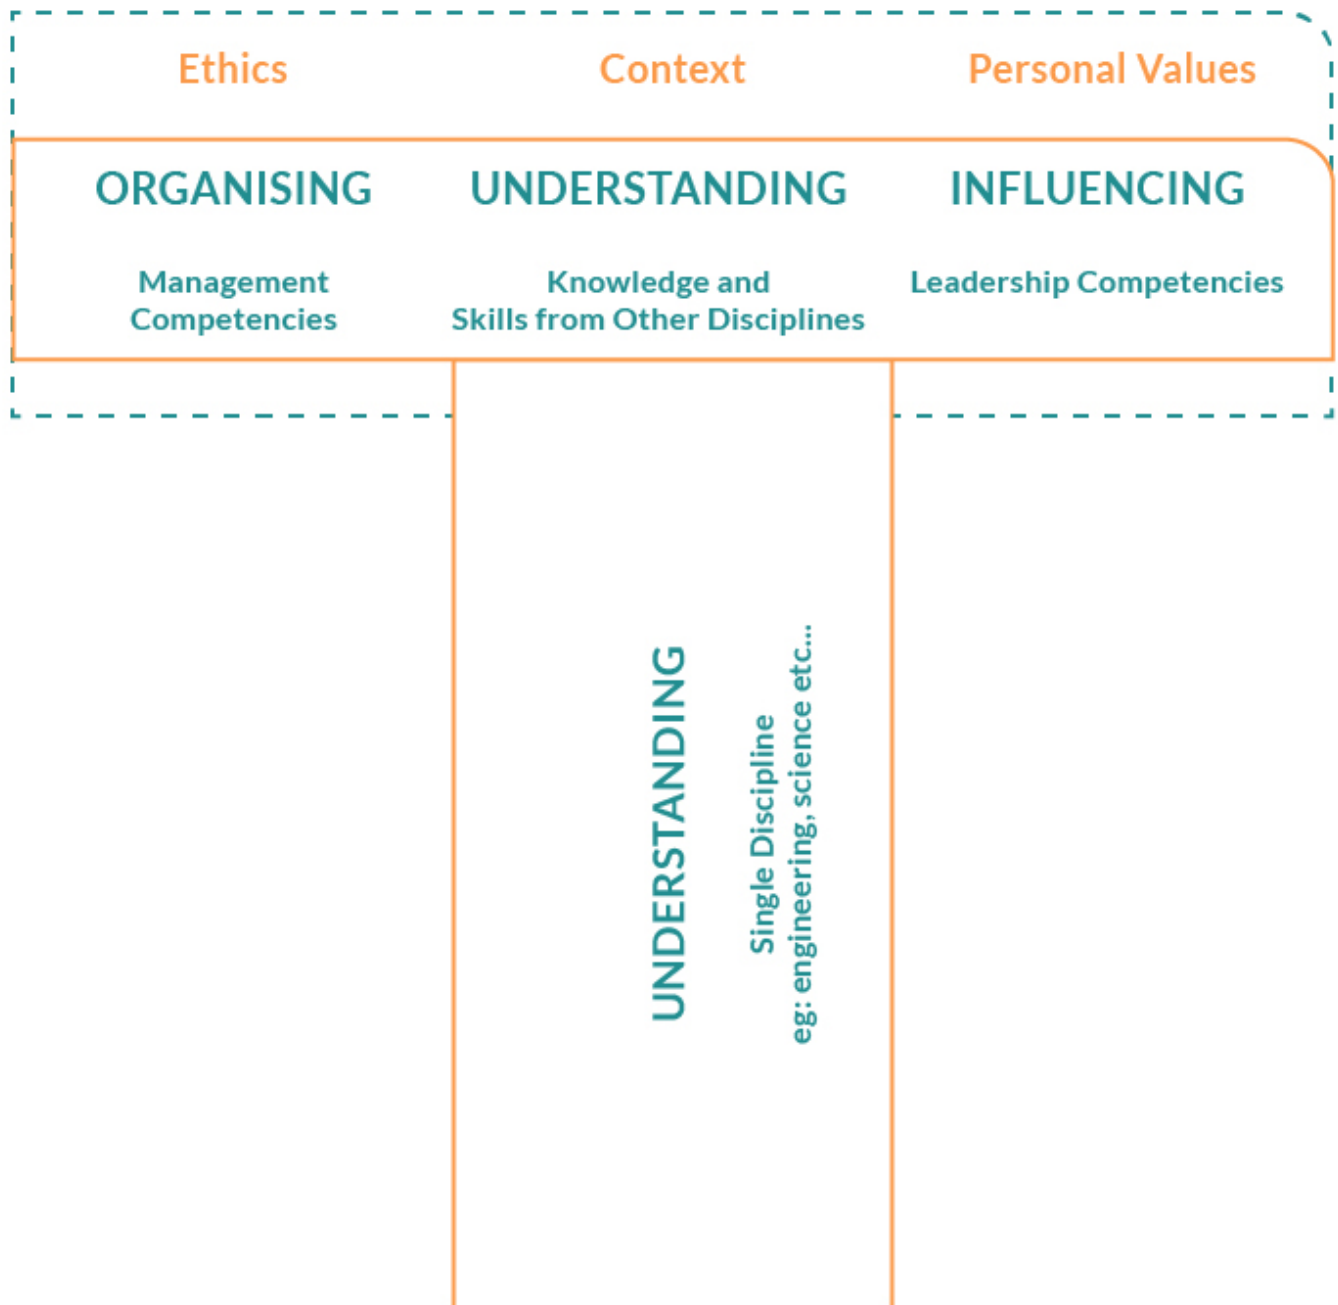 Ethics
Context
Personal Values
ORGANISING
UNDERSTANDING
INFLUENCING
Management
Competencies
Knowledge and
Skills from Other Disciplines
Leadership Competencies
UNDERSTANDING
Single Discipline
eg: engineering, science etc...